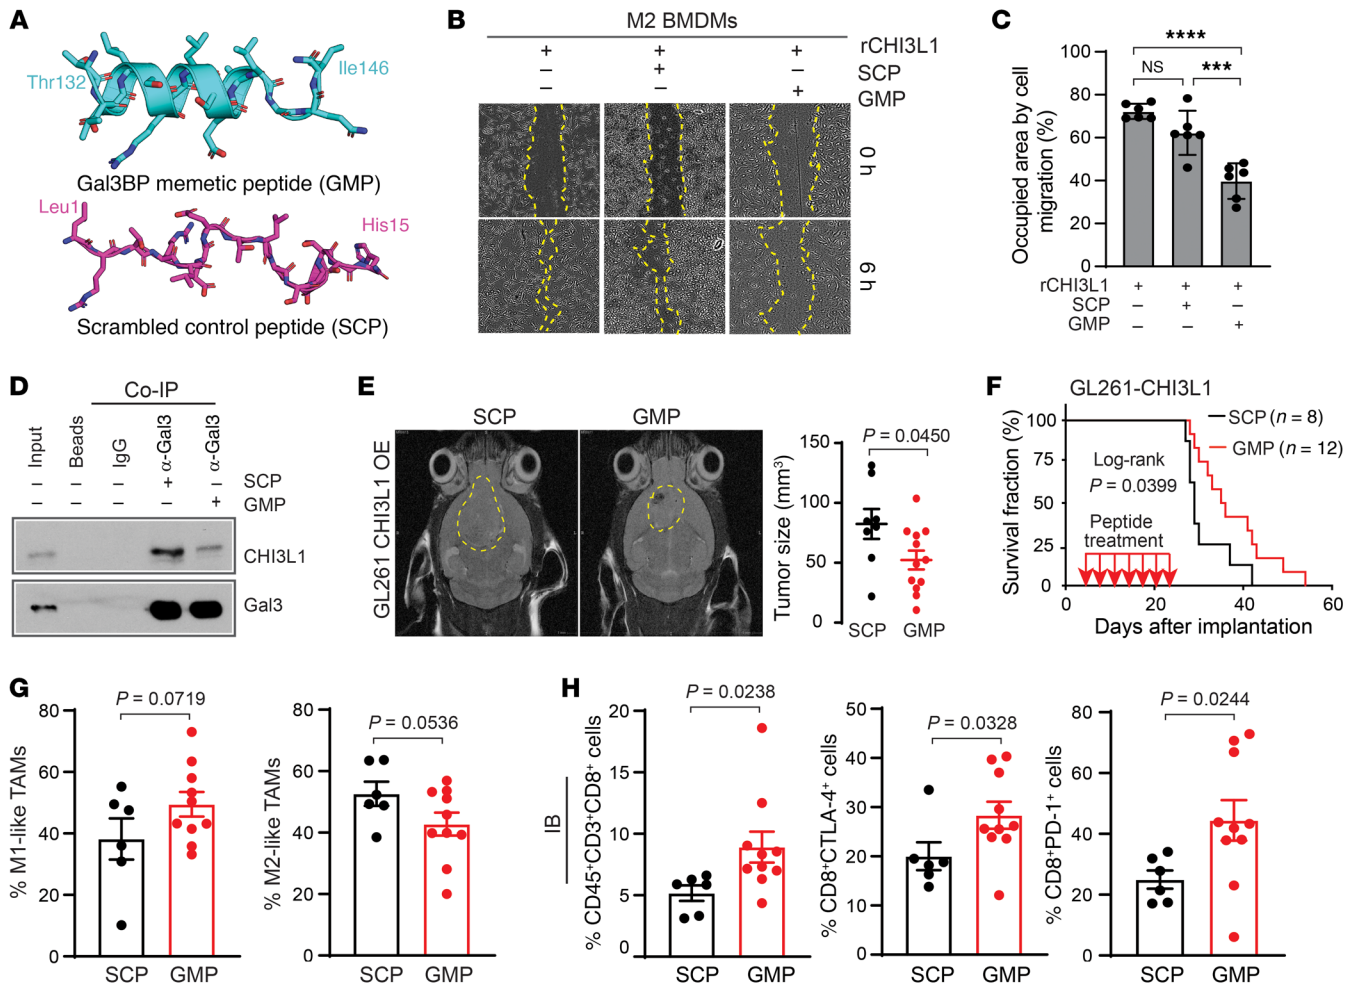 A
Thr132
Ile146
Gal3BP memetic peptide (GMP)
Leu1
His15
Scrambled control peptide (SCP)
B
M2 BMDMs
+ + + rCHI3L1
– + – SCP
– – + GMP
0 h
6 h
C
****
NS
***
Occupied area by cell
migration (%)
100
80
60
40
20
0
rCHI3L1 + + +
SCP – + –
GMP – – +
D
Co-IP
Input
Beads
IgG
α-Gal3
α-Gal3
– – – + – SCP
– – – – + GMP
CHI3L1
Gal3
E
SCP
GMP
GL261 CHI3L1 OE
P = 0.0450
Tumor size (mm³)
150
100
50
0
SCP GMP
F
GL261-CHI3L1
SCP (n = 8)
GMP (n = 12)
Log-rank
P = 0.0399
Peptide
treatment
Survival fraction (%)
100
75
50
25
0
0 20 40 60
Days after implantation
G
P = 0.0719
% M1-like TAMs
80
60
40
20
0
SCP GMP
P = 0.0536
% M2-like TAMs
80
60
40
20
0
SCP GMP
H
IB
P = 0.0238
% CD45⁺CD3⁺CD8⁺ cells
20
15
10
5
0
SCP GMP
P = 0.0328
% CD8⁺CTLA-4⁺ cells
50
40
30
20
10
0
SCP GMP
P = 0.0244
% CD8⁺PD-1⁺ cells
80
60
40
20
0
SCP GMP